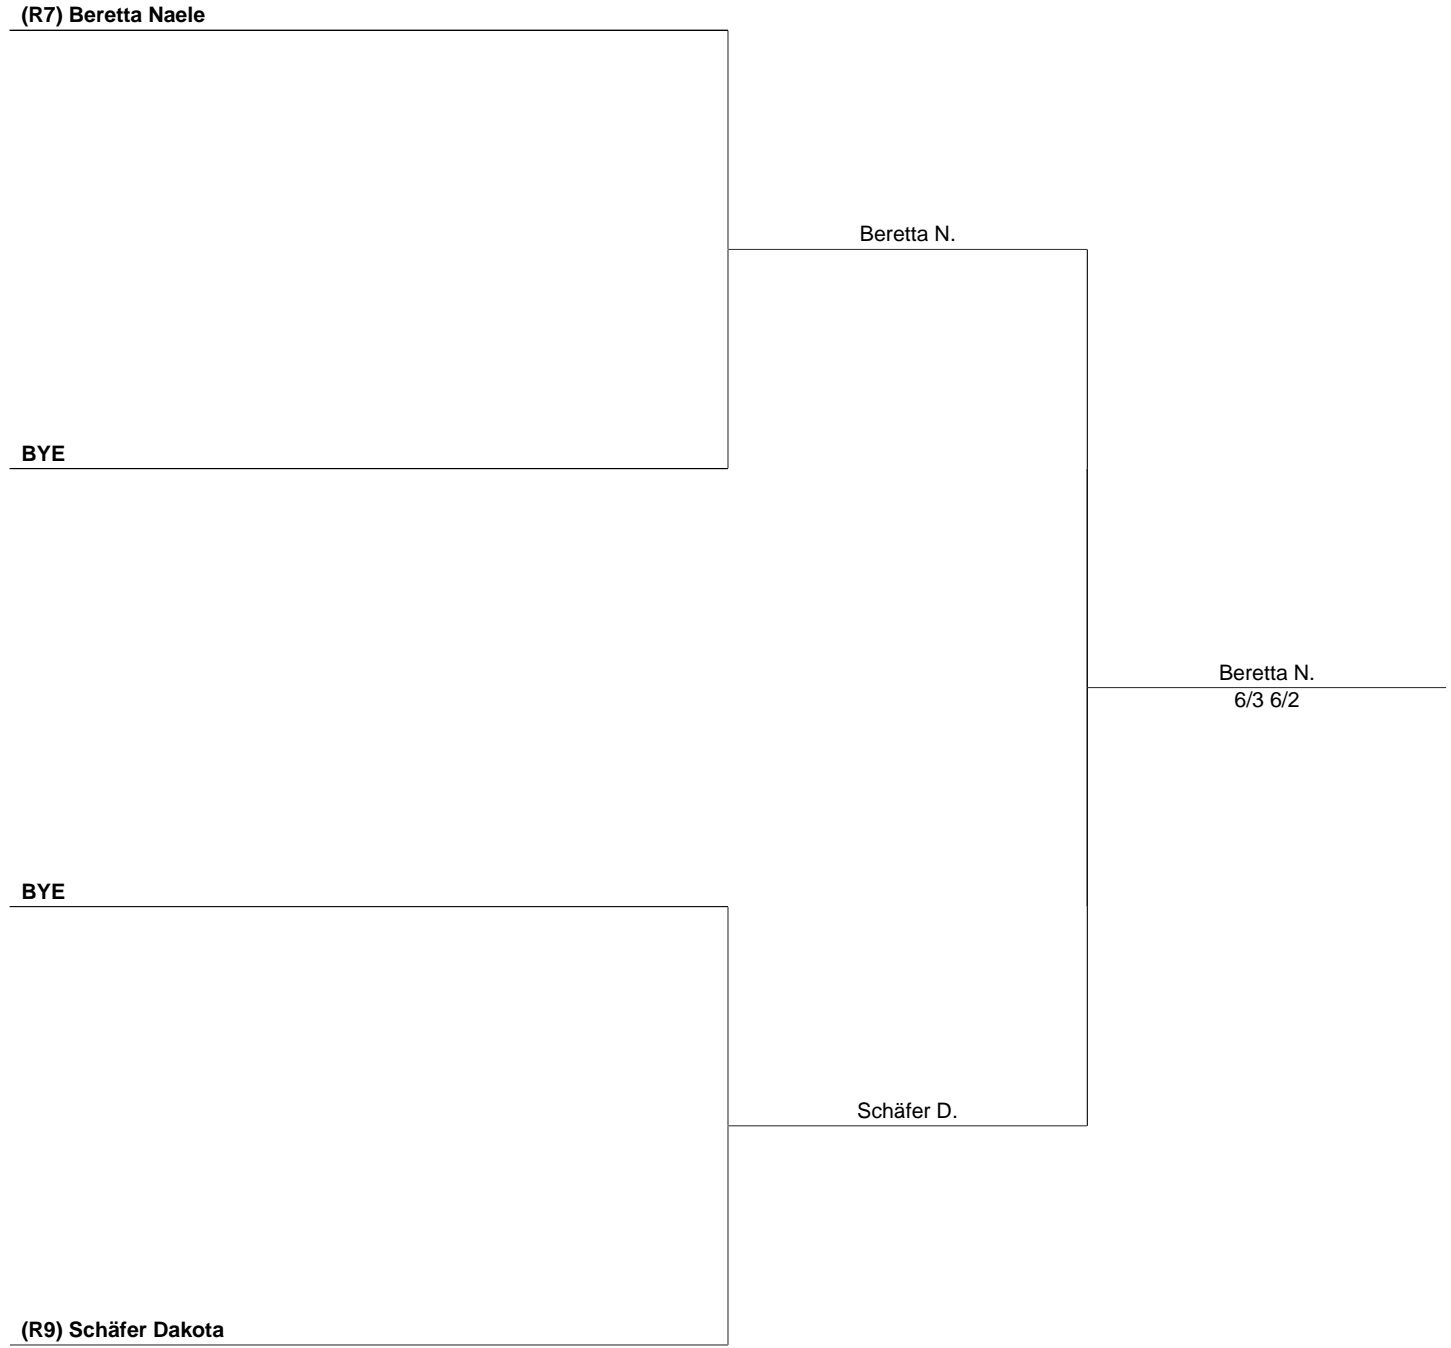 (R7) Beretta Naele
Beretta N.
BYE
Beretta N.
6/3 6/2
BYE
Schäfer D.
(R9) Schäfer Dakota